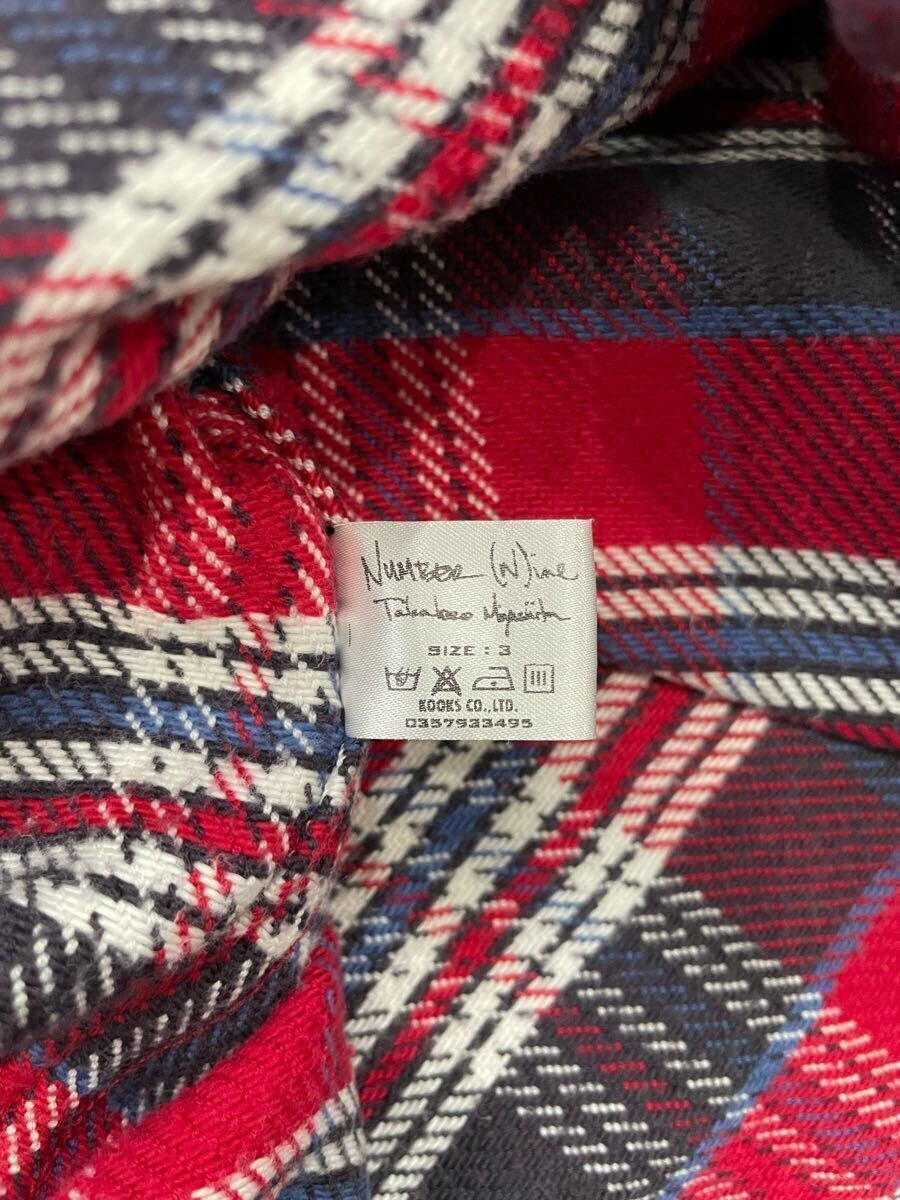 NUMBER (N)ine
Takahiro Miyashita
SIZE : 3
KOOKS CO., LTD.
0357933495